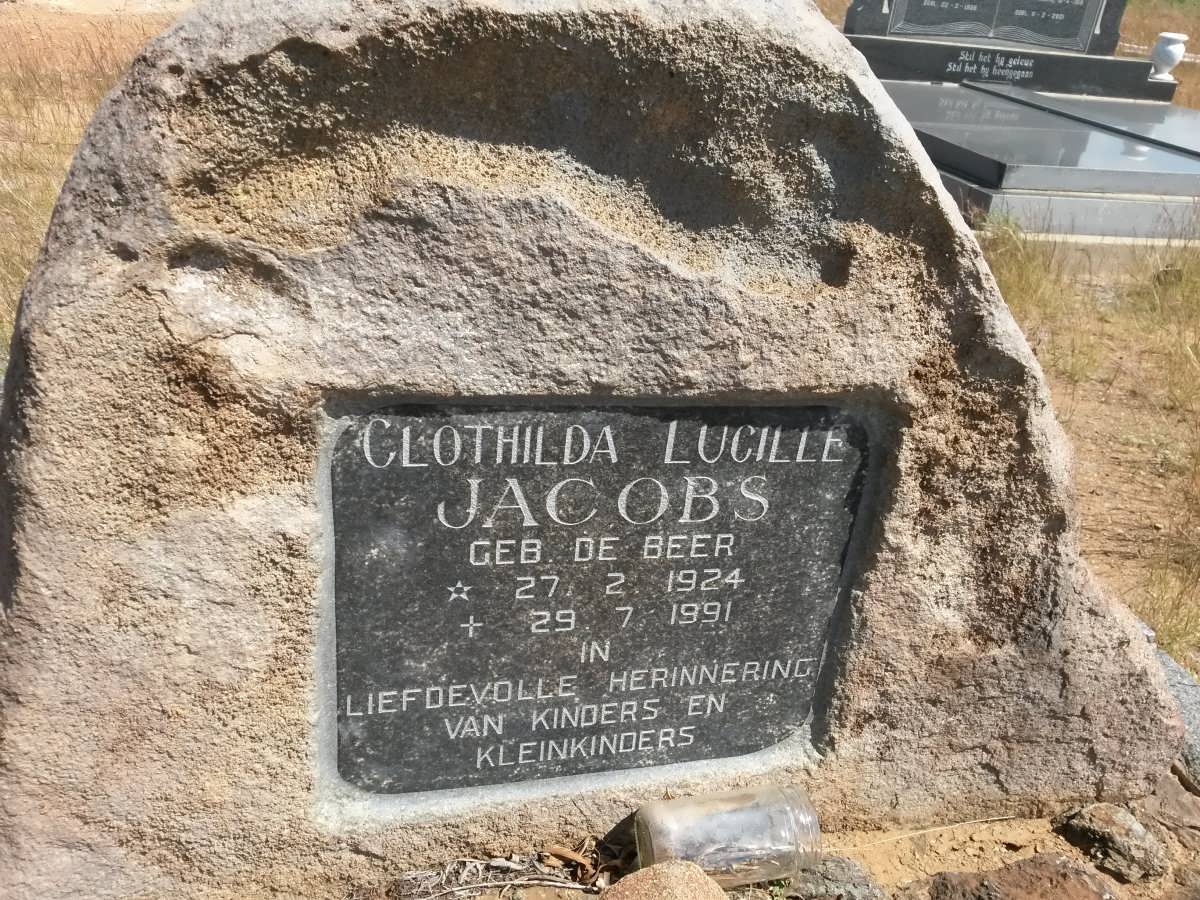 Stil het hy geleue
Stil het hy heengegaan
CLOTHILDA LUCILLE
JACOBS
GEB. DE BEER
☆ 27. 2. 1924
+ 29 7 1991
IN
LIEFDEVOLLE HERINNERING
VAN KINDERS EN
KLEINKINDERS